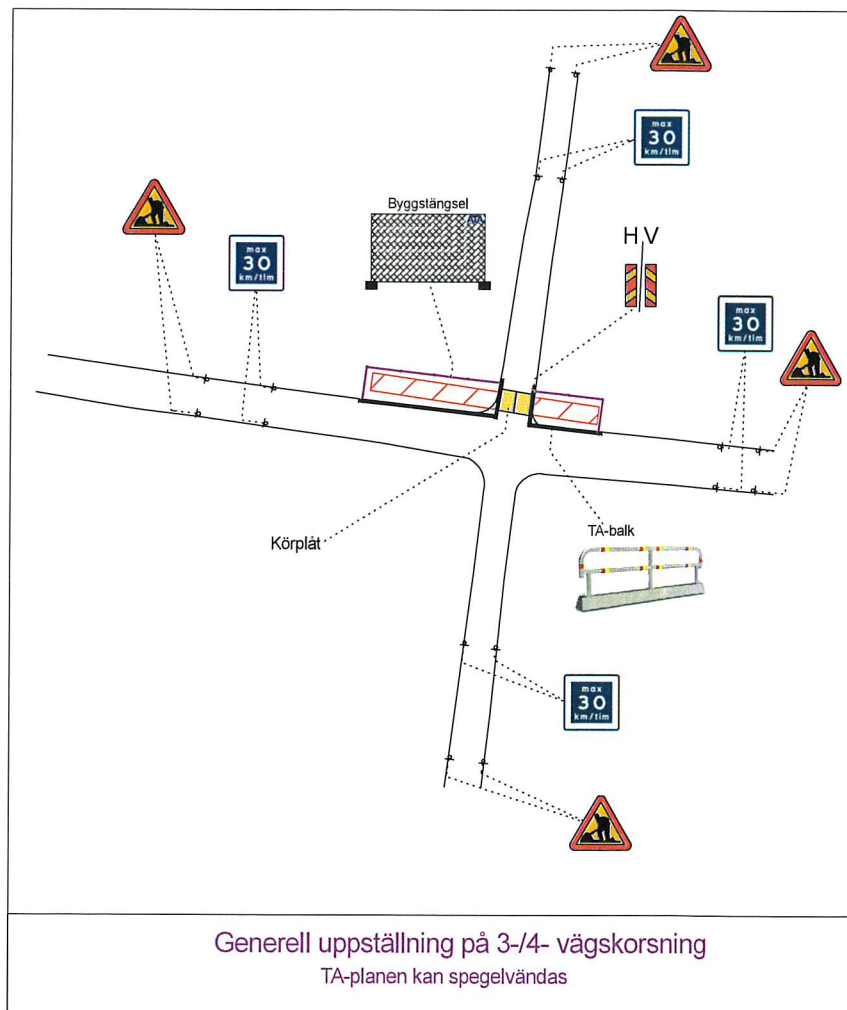 max
30
km/tim
Byggstängsel
ATA
H V
max
30
km/tim
max
30
km/tim
Körplåt
TA-balk
max
30
km/tim
Generell uppställning på 3-/4- vägskorsning
TA-planen kan spegelvändas